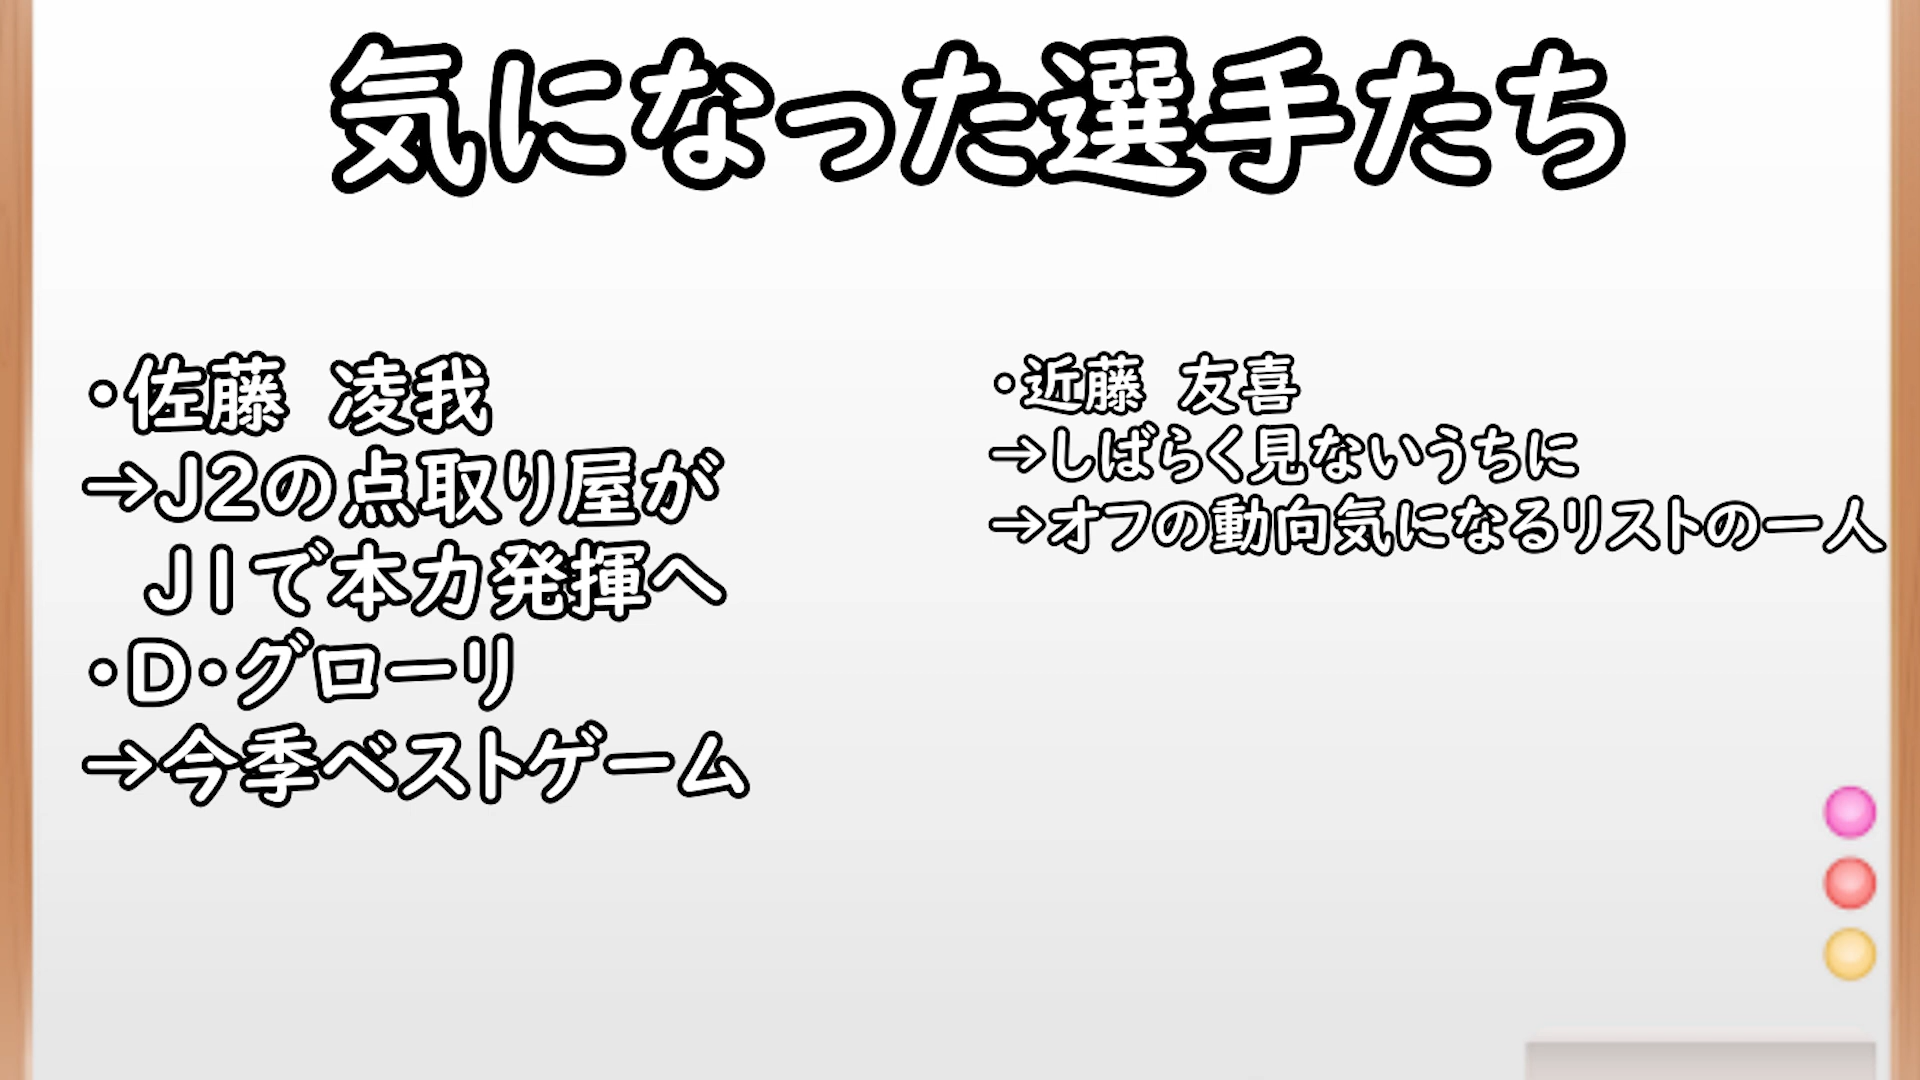 気になった選手たち
・佐藤　凌我
→J2の点取り屋が
J1で本力発揮へ
・D・グローリ
→今季ベストゲーム
・近藤　友喜
→しばらく見ないうちに
→オフの動向気になるリストの一人